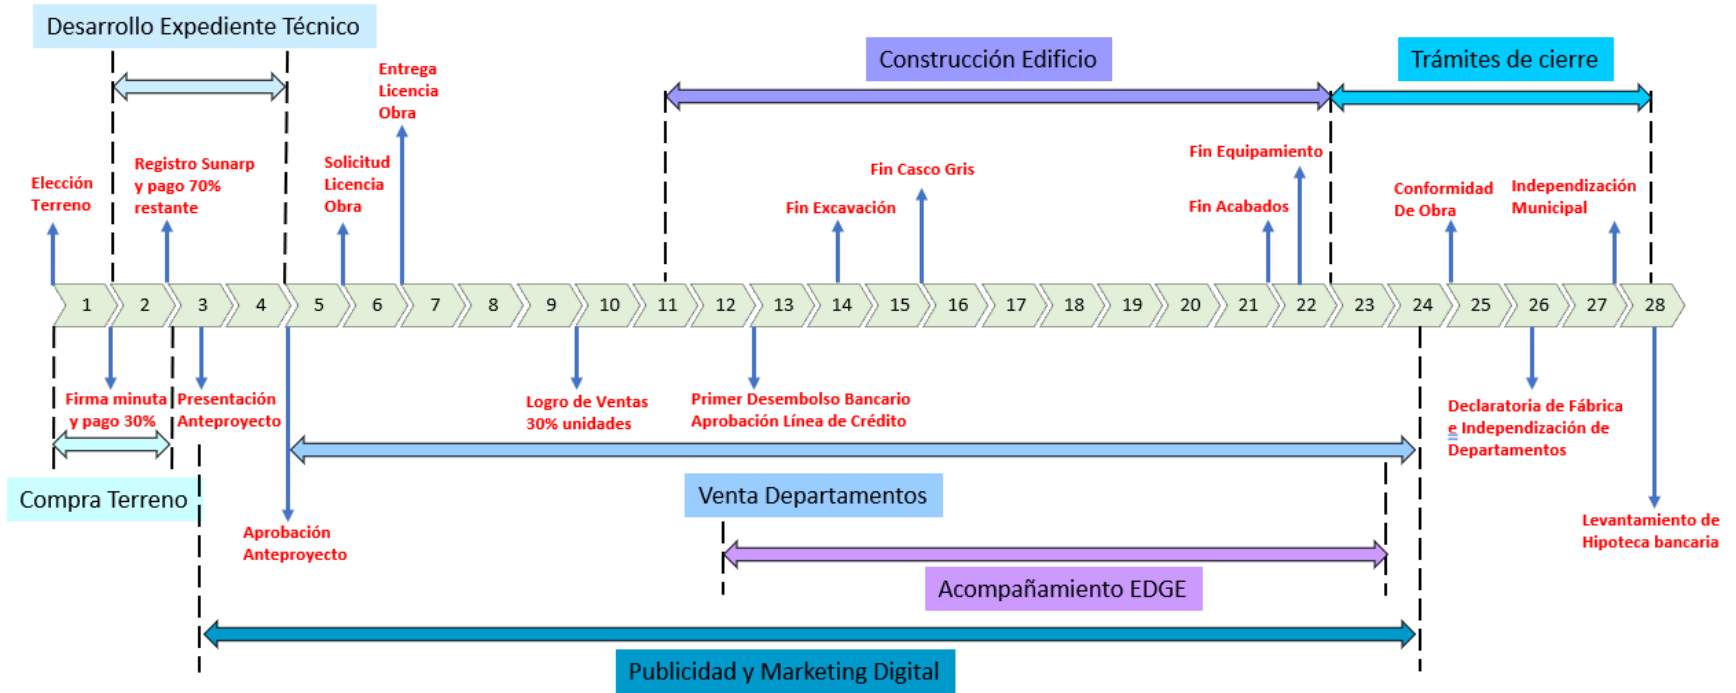 Desarrollo Expediente Técnico
Construcción Edificio
Trámites de cierre
Entrega
Licencia
Obra
Registro Sunarp
y pago 70%
restante
Solicitud
Licencia
Obra
Elección
Terreno
Fin Excavación
Fin Casco Gris
Fin Equipamiento
Fin Acabados
Conformidad
De Obra
Independización
Municipal
1 2 3 4 5 6 7 8 9 10 11 12 13 14 15 16 17 18 19 20 21 22 23 24 25 26 27 28
Firma minuta
y pago 30%
Presentación
Anteproyecto
Logro de Ventas
30% unidades
Primer Desembolso Bancario
Aprobación Línea de Crédito
Declaratoria de Fábrica
e Independización de
Departamentos
Compra Terreno
Venta Departamentos
Aprobación
Anteproyecto
Levantamiento de
Hipoteca bancaria
Acompañamiento EDGE
Publicidad y Marketing Digital